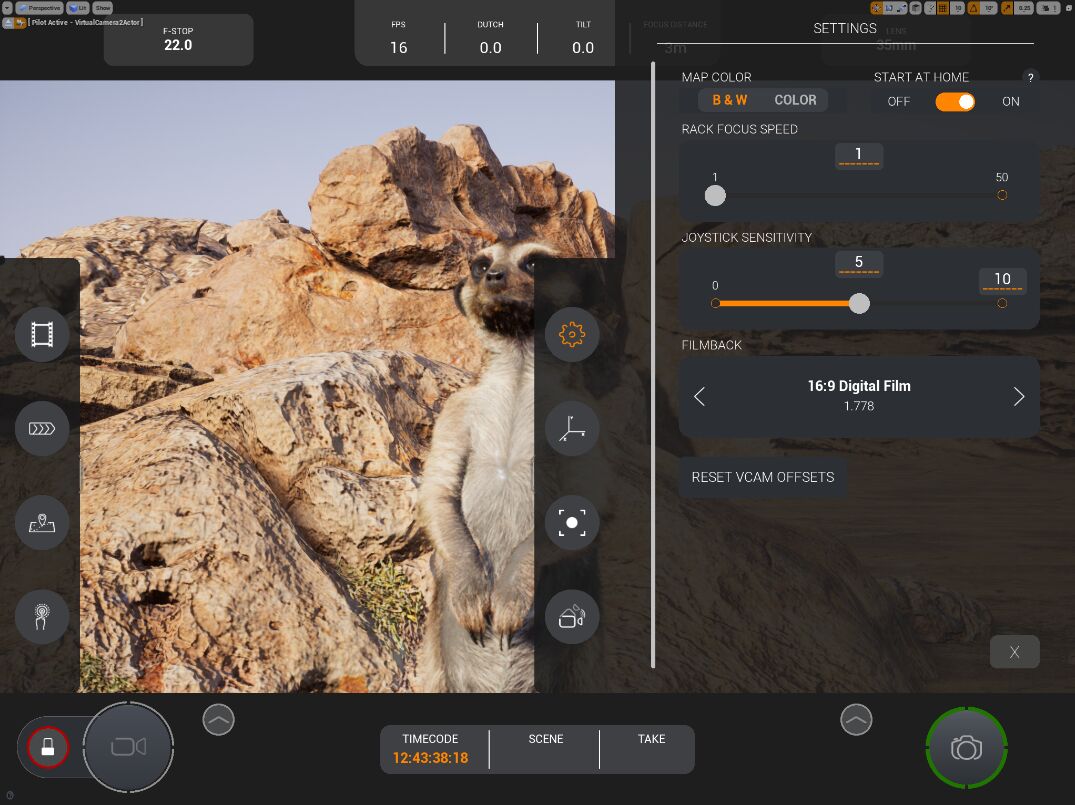 Perspective Lit Show
[ Pilot Active - VirtualCamera2Actor ]
10 10° 0.25 1
F-STOP
22.0
FPS
16
DUTCH
0.0
TILT
0.0
FOCUS DISTANCE
3m
LENS
35mm
SETTINGS
MAP COLOR
B & W COLOR
START AT HOME ?
OFF ON
RACK FOCUS SPEED
1
1 50
JOYSTICK SENSITIVITY
5
0 10
FILMBACK
16:9 Digital Film
1.778
RESET VCAM OFFSETS
X
TIMECODE
12:43:38:18
SCENE
TAKE